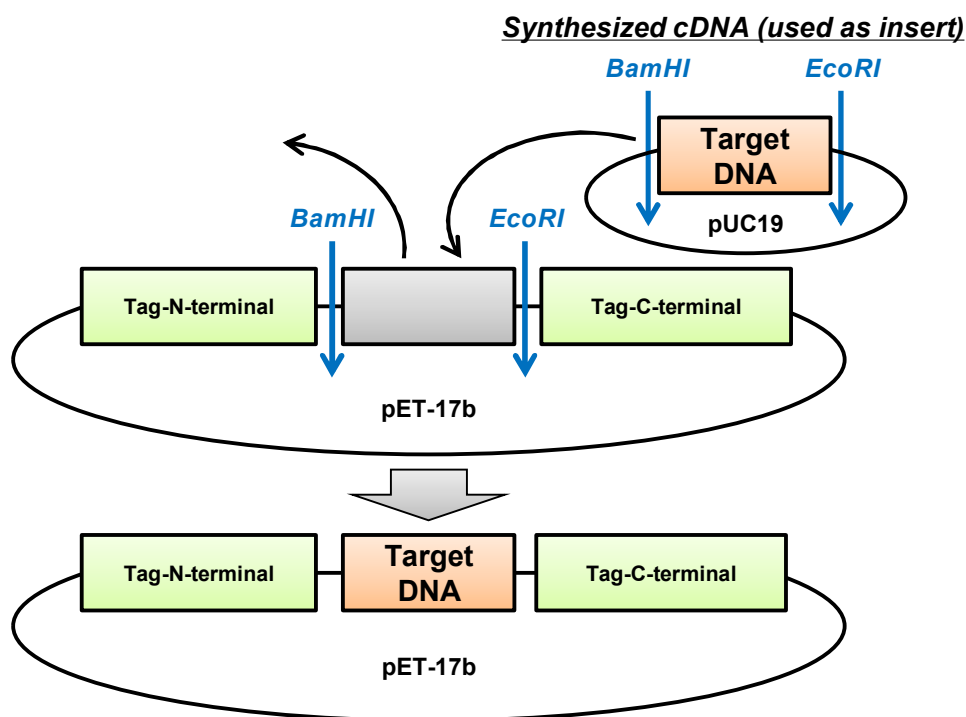 Synthesized cDNA (used as insert)
BamHI
EcoRI
Target
DNA
pUC19
BamHI
EcoRI
Tag-N-terminal
Tag-C-terminal
pET-17b
Tag-N-terminal
Target
DNA
Tag-C-terminal
pET-17b